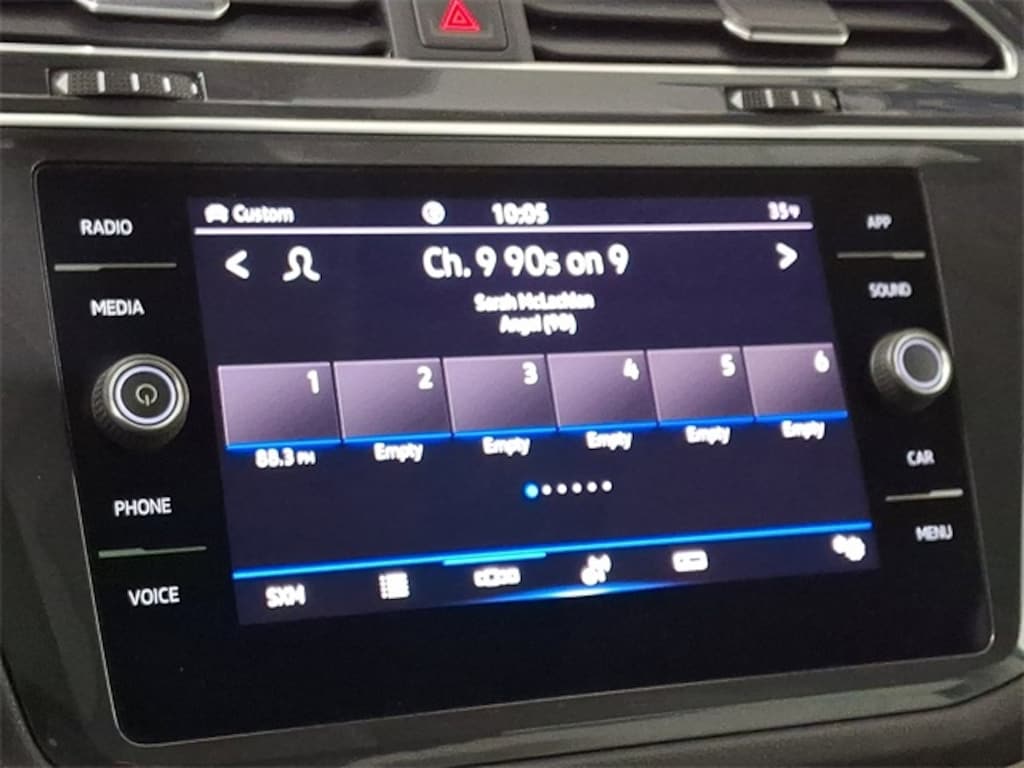 RADIO
MEDIA
PHONE
VOICE
Custom 10:05 35°F
Ch. 9 90s on 9
Sarah McLachlan
Angel (98)
1 2 3 4 5 6
88.3 FM Empty Empty Empty Empty Empty
SXM
APP
SOUND
CAR
MENU